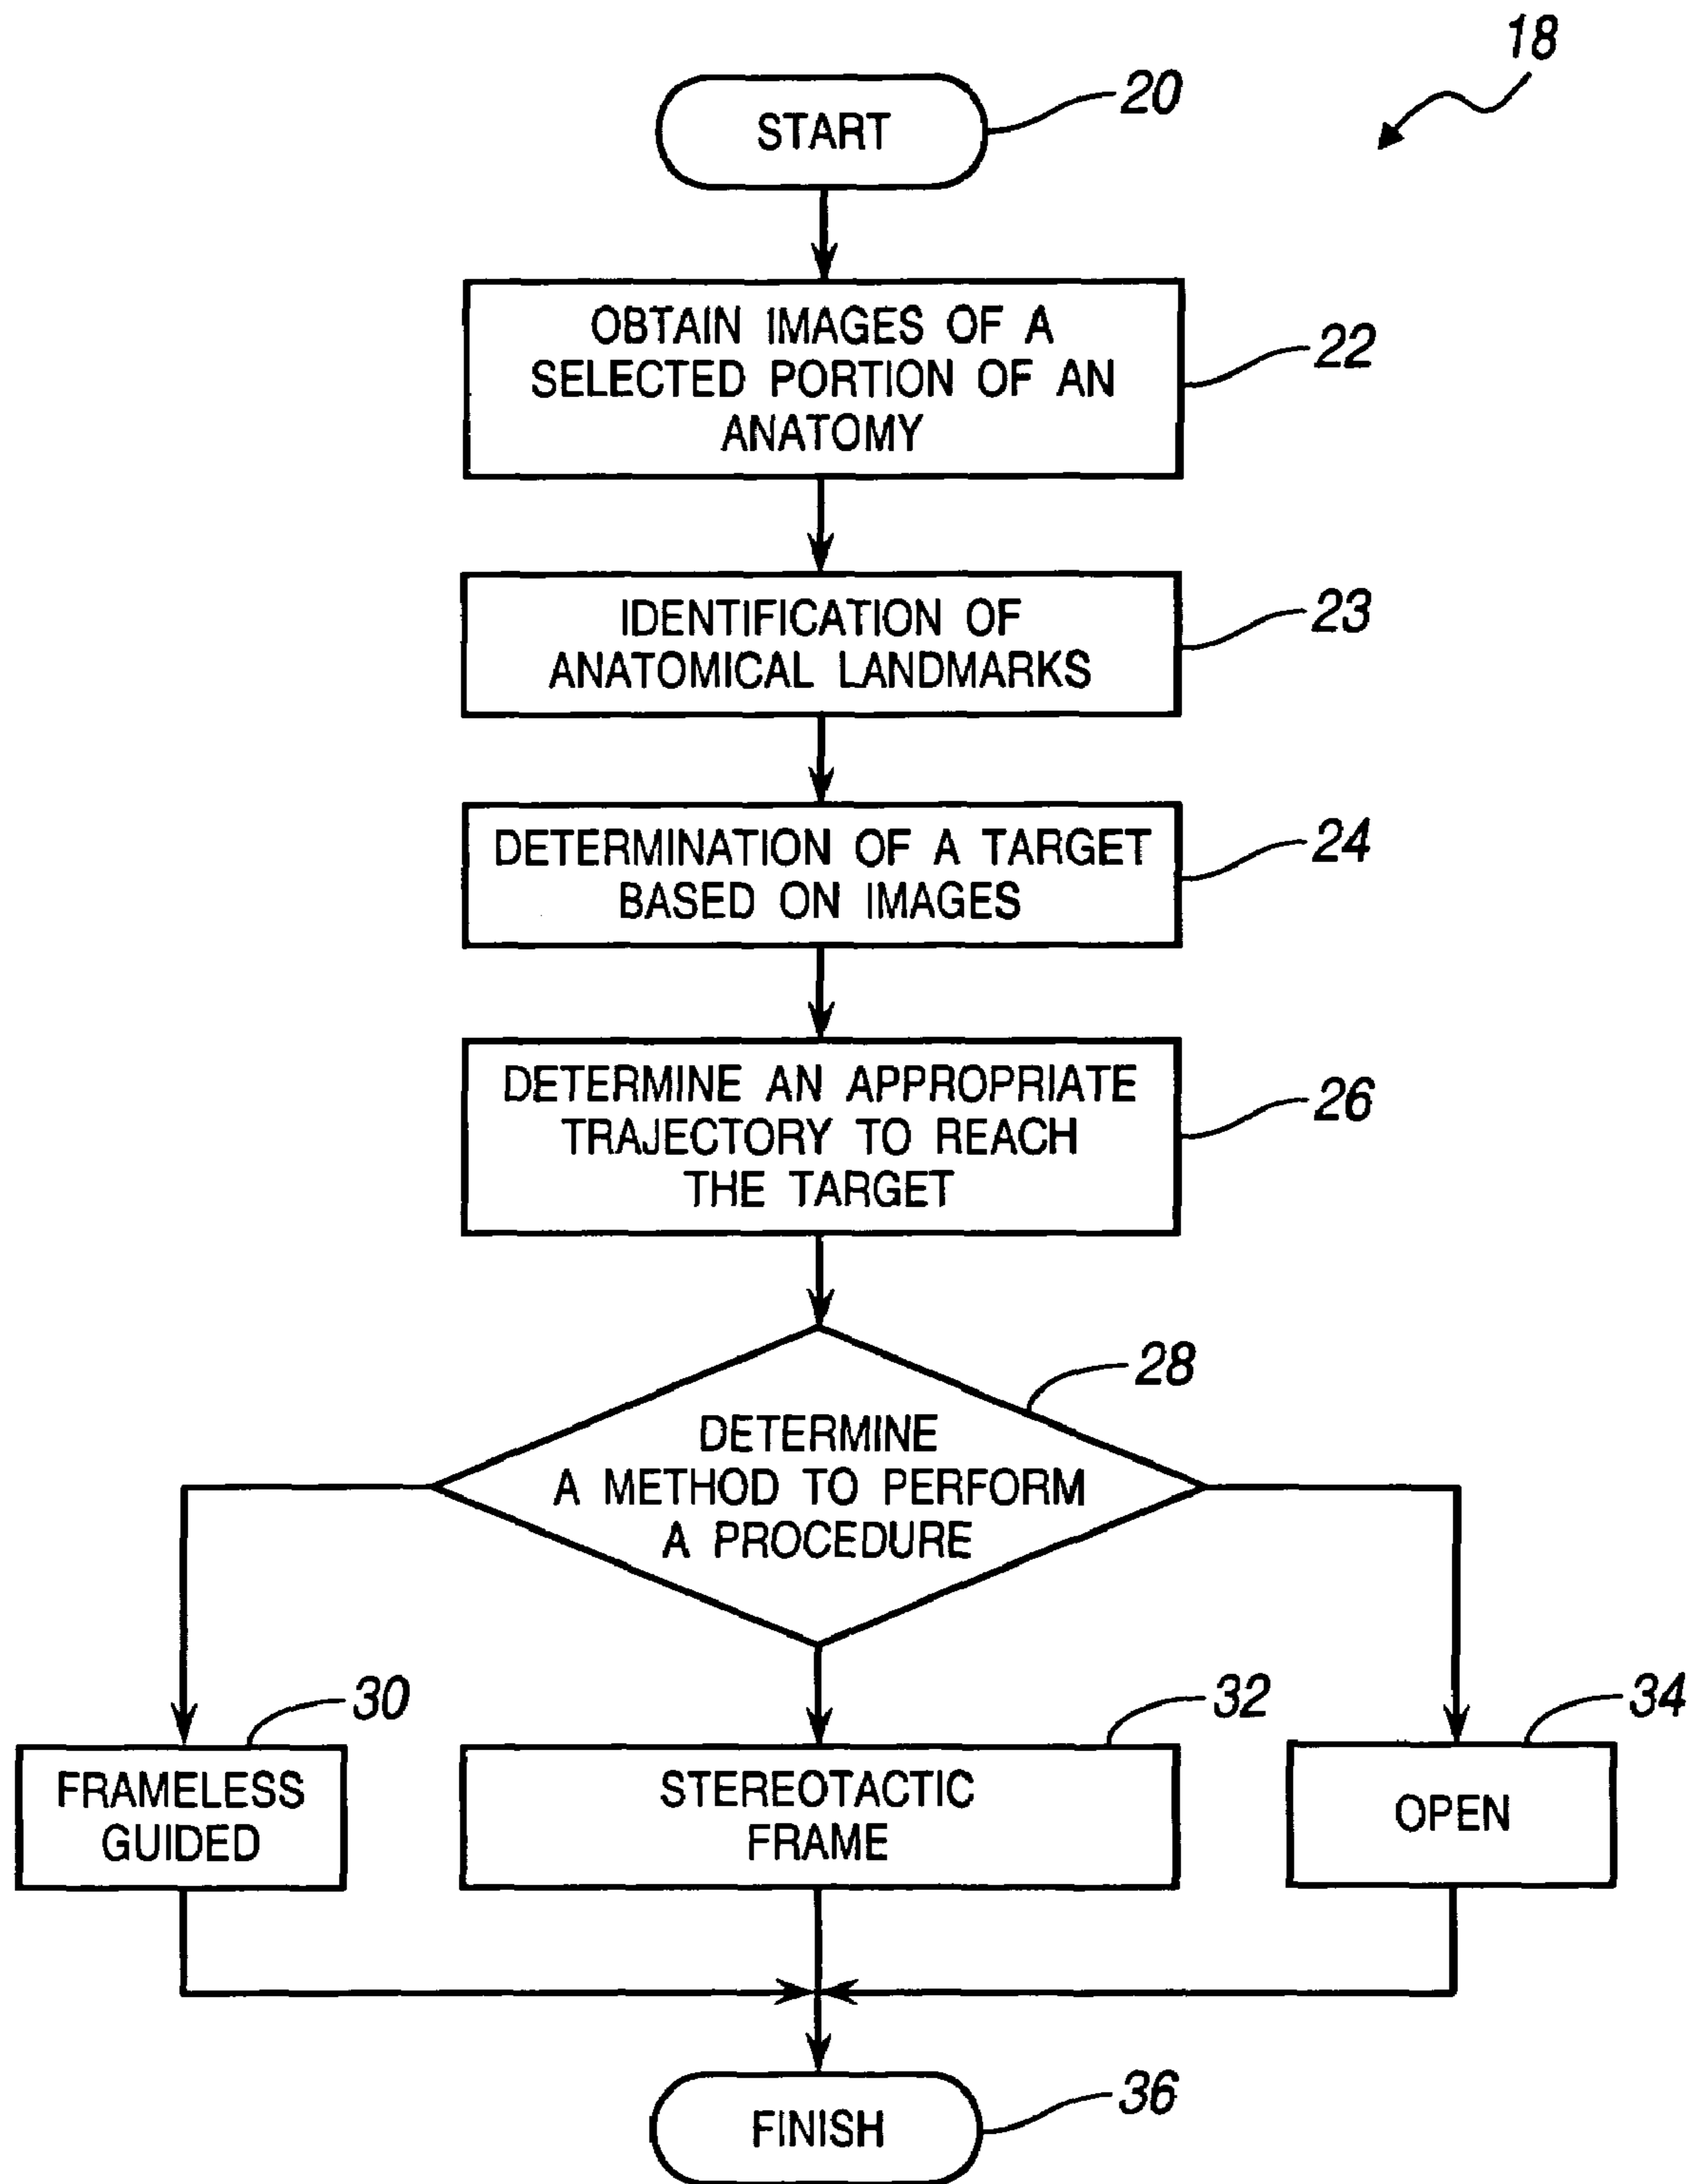 18
START
20
OBTAIN IMAGES OF A
SELECTED PORTION OF AN
ANATOMY
22
IDENTIFICATION OF
ANATOMICAL LANDMARKS
23
DETERMINATION OF A TARGET
BASED ON IMAGES
24
DETERMINE AN APPROPRIATE
TRAJECTORY TO REACH
THE TARGET
26
DETERMINE
A METHOD TO PERFORM
A PROCEDURE
28
FRAMELESS
GUIDED
30
STEREOTACTIC
FRAME
32
OPEN
34
FINISH
36